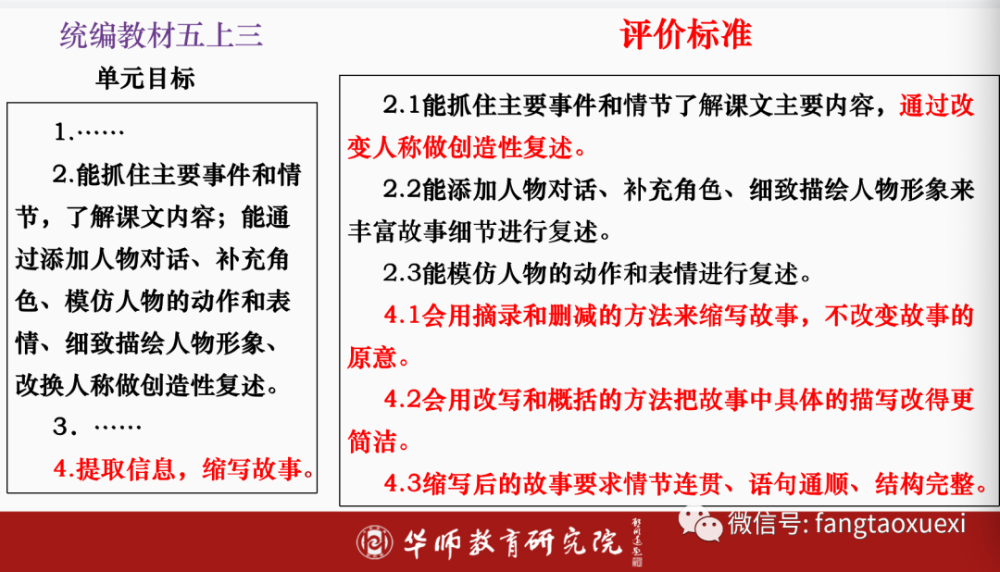 统编教材五上三
单元目标
1.……
2.能抓住主要事件和情
节，了解课文内容；能通
过添加人物对话、补充角
色、模仿人物的动作和表
情、细致描绘人物形象、
改换人称做创造性复述。
3．……
4.提取信息，缩写故事。
评价标准
2.1能抓住主要事件和情节了解课文主要内容，通过改
变人称做创造性复述。
2.2能添加人物对话、补充角色、细致描绘人物形象来
丰富故事细节进行复述。
2.3能模仿人物的动作和表情进行复述。
4.1会用摘录和删减的方法来缩写故事，不改变故事的
原意。
4.2会用改写和概括的方法把故事中具体的描写改得更
简洁。
4.3缩写后的故事要求情节连贯、语句通顺、结构完整。
微信号: fangtaoxuexi
华师教育研究院